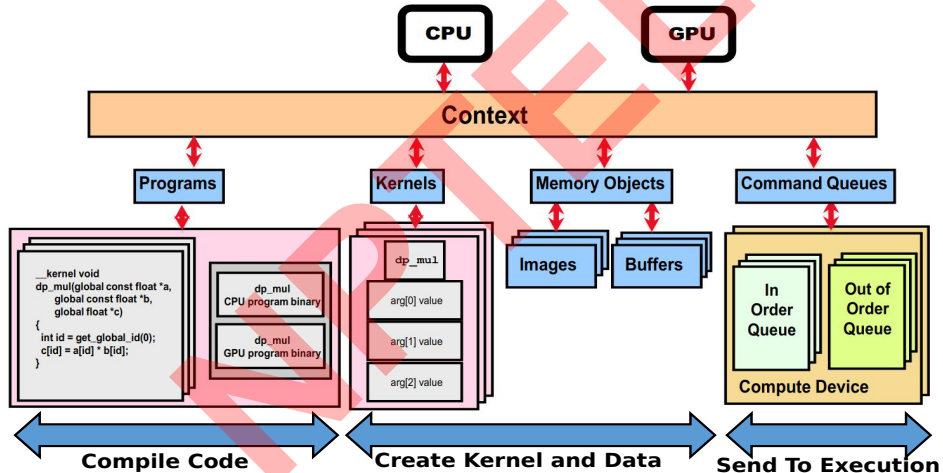 CPU
GPU
Context
Programs
Kernels
Memory Objects
Command Queues
__kernel void
dp_mul(global const float *a,
global const float *b,
global float *c)
{
int id = get_global_id(0);
c[id] = a[id] * b[id];
}
dp_mul
CPU program binary
dp_mul
GPU program binary
dp_mul
arg[0] value
arg[1] value
arg[2] value
Images
Buffers
In
Order
Queue
Out of
Order
Queue
Compute Device
Compile Code
Create Kernel and Data
Send To Execution
NPTEL